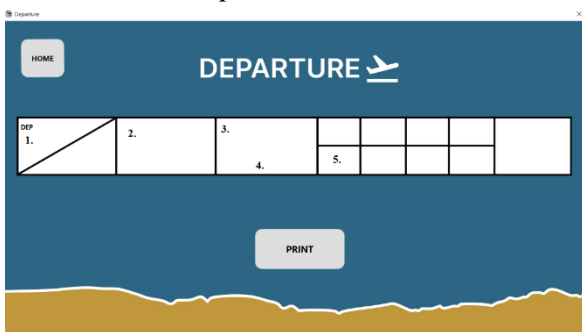 Departure
HOME
DEPARTURE
DEP
1.
2.
3.
4.
5.
PRINT